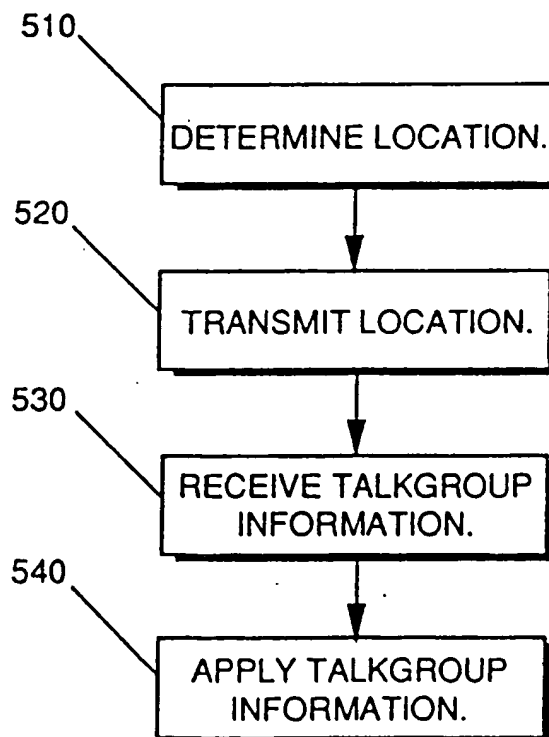 510
DETERMINE LOCATION.
520
TRANSMIT LOCATION.
530
RECEIVE TALKGROUP
INFORMATION.
540
APPLY TALKGROUP
INFORMATION.